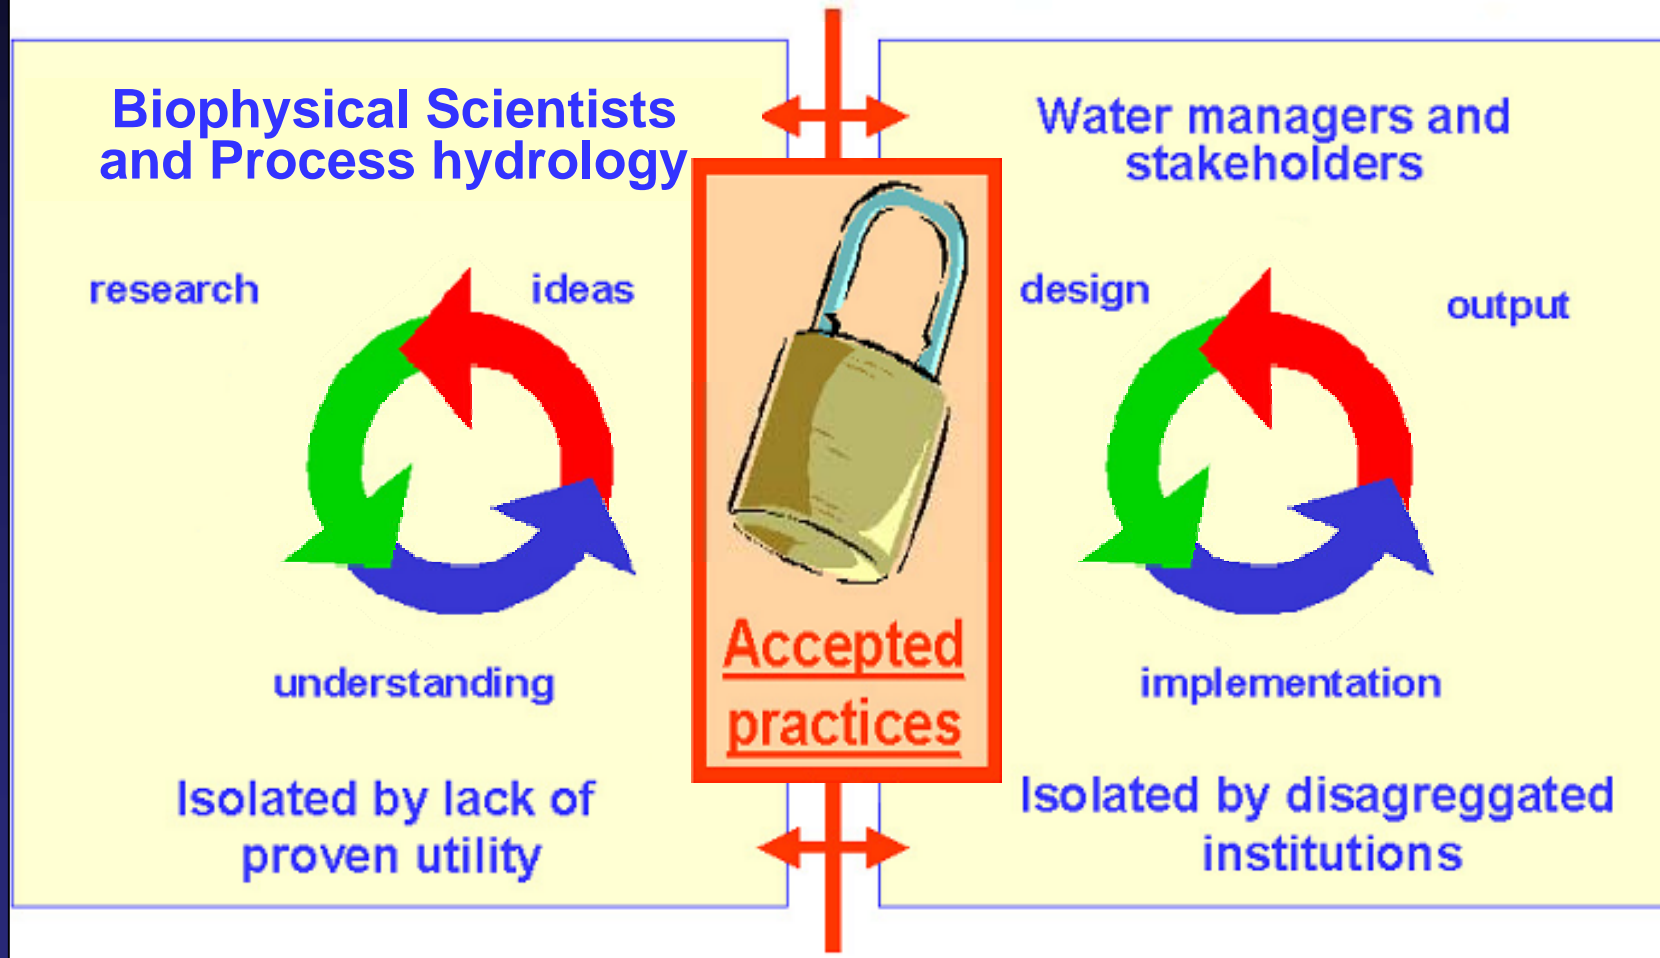 Biophysical Scientists
and Process hydrology
research
ideas
understanding
Isolated by lack of
proven utility
Accepted
practices
Water managers and
stakeholders
design
output
implementation
Isolated by disagreggated
institutions